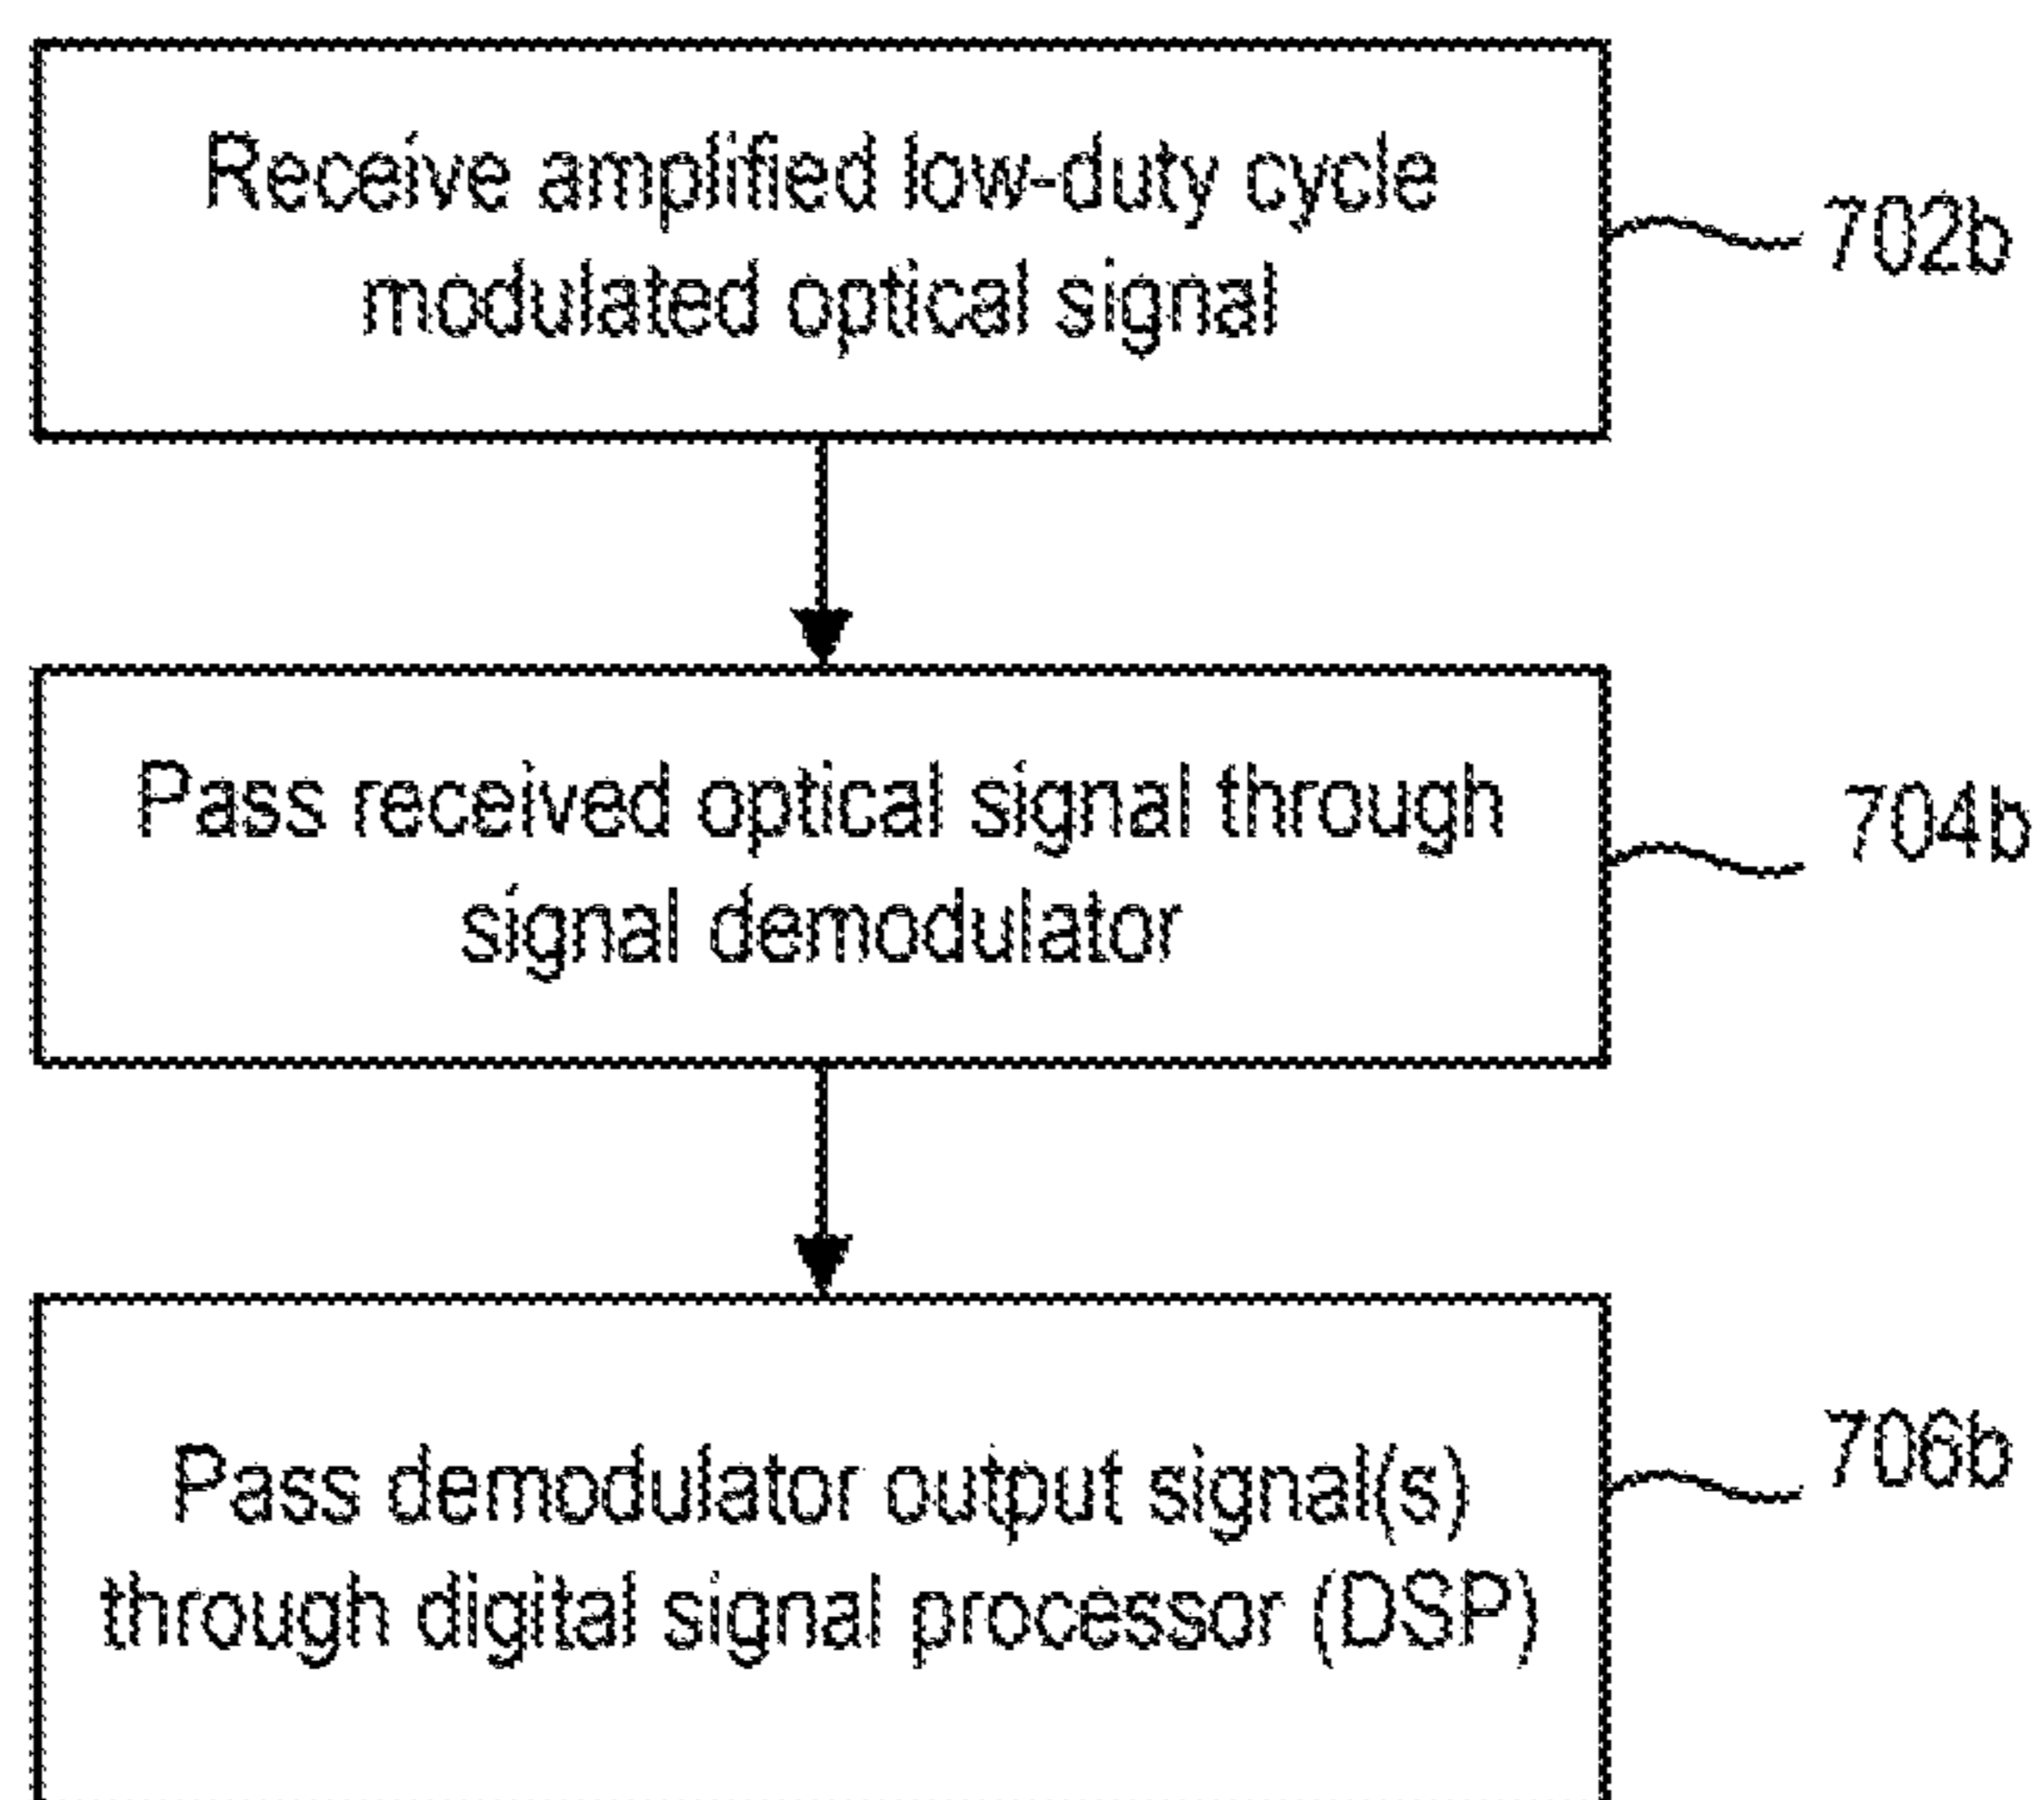 Receive amplified low-duty cycle
modulated optical signal
702b
Pass received optical signal through
signal demodulator
704b
Pass demodulator output signal(s)
through digital signal processor (DSP)
706b